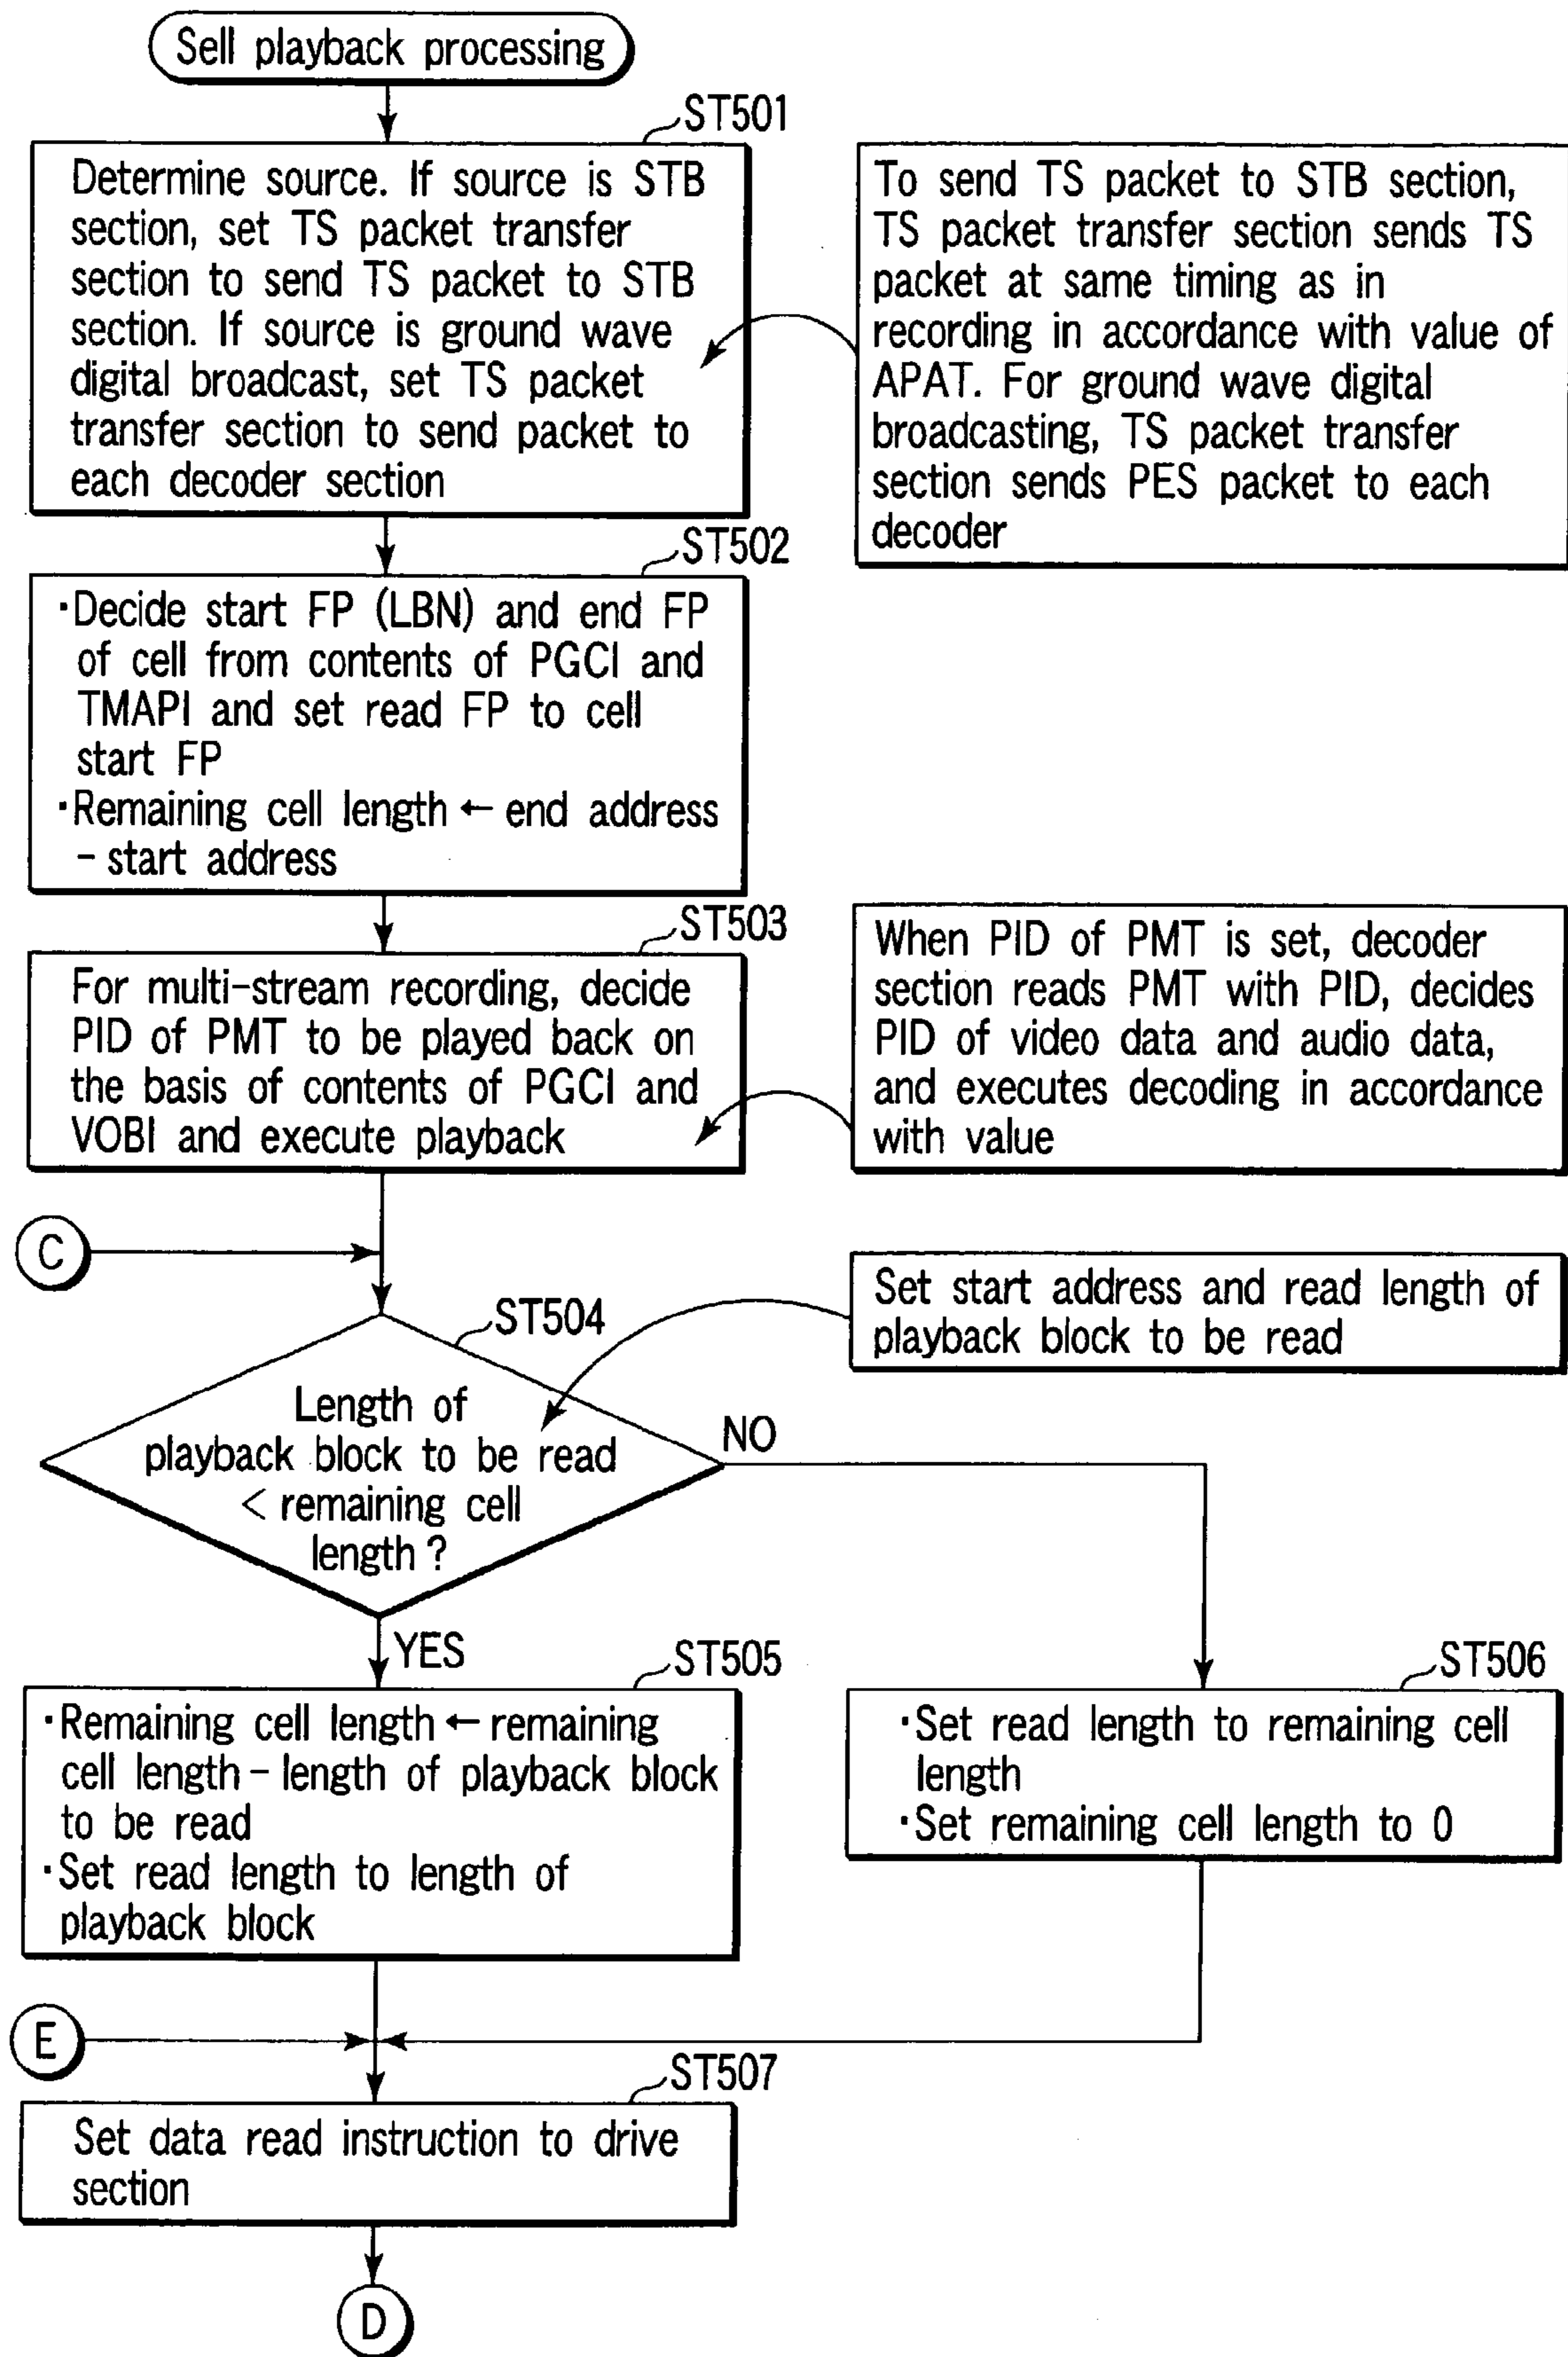 Sell playback processing
ST501
Determine source. If source is STB
section, set TS packet transfer
section to send TS packet to STB
section. If source is ground wave
digital broadcast, set TS packet
transfer section to send packet to
each decoder section
To send TS packet to STB section,
TS packet transfer section sends TS
packet at same timing as in
recording in accordance with value of
APAT. For ground wave digital
broadcasting, TS packet transfer
section sends PES packet to each
decoder
ST502
·Decide start FP (LBN) and end FP
of cell from contents of PGCI and
TMAPI and set read FP to cell
start FP
·Remaining cell length ← end address
- start address
ST503
For multi-stream recording, decide
PID of PMT to be played back on
the basis of contents of PGCI and
VOBI and execute playback
When PID of PMT is set, decoder
section reads PMT with PID, decides
PID of video data and audio data,
and executes decoding in accordance
with value
C
Set start address and read length of
playback block to be read
ST504
Length of
playback block to be read
< remaining cell
length ?
NO
YES
ST505
·Remaining cell length ← remaining
cell length - length of playback block
to be read
·Set read length to length of
playback block
ST506
·Set read length to remaining cell
length
·Set remaining cell length to 0
E
ST507
Set data read instruction to drive
section
D